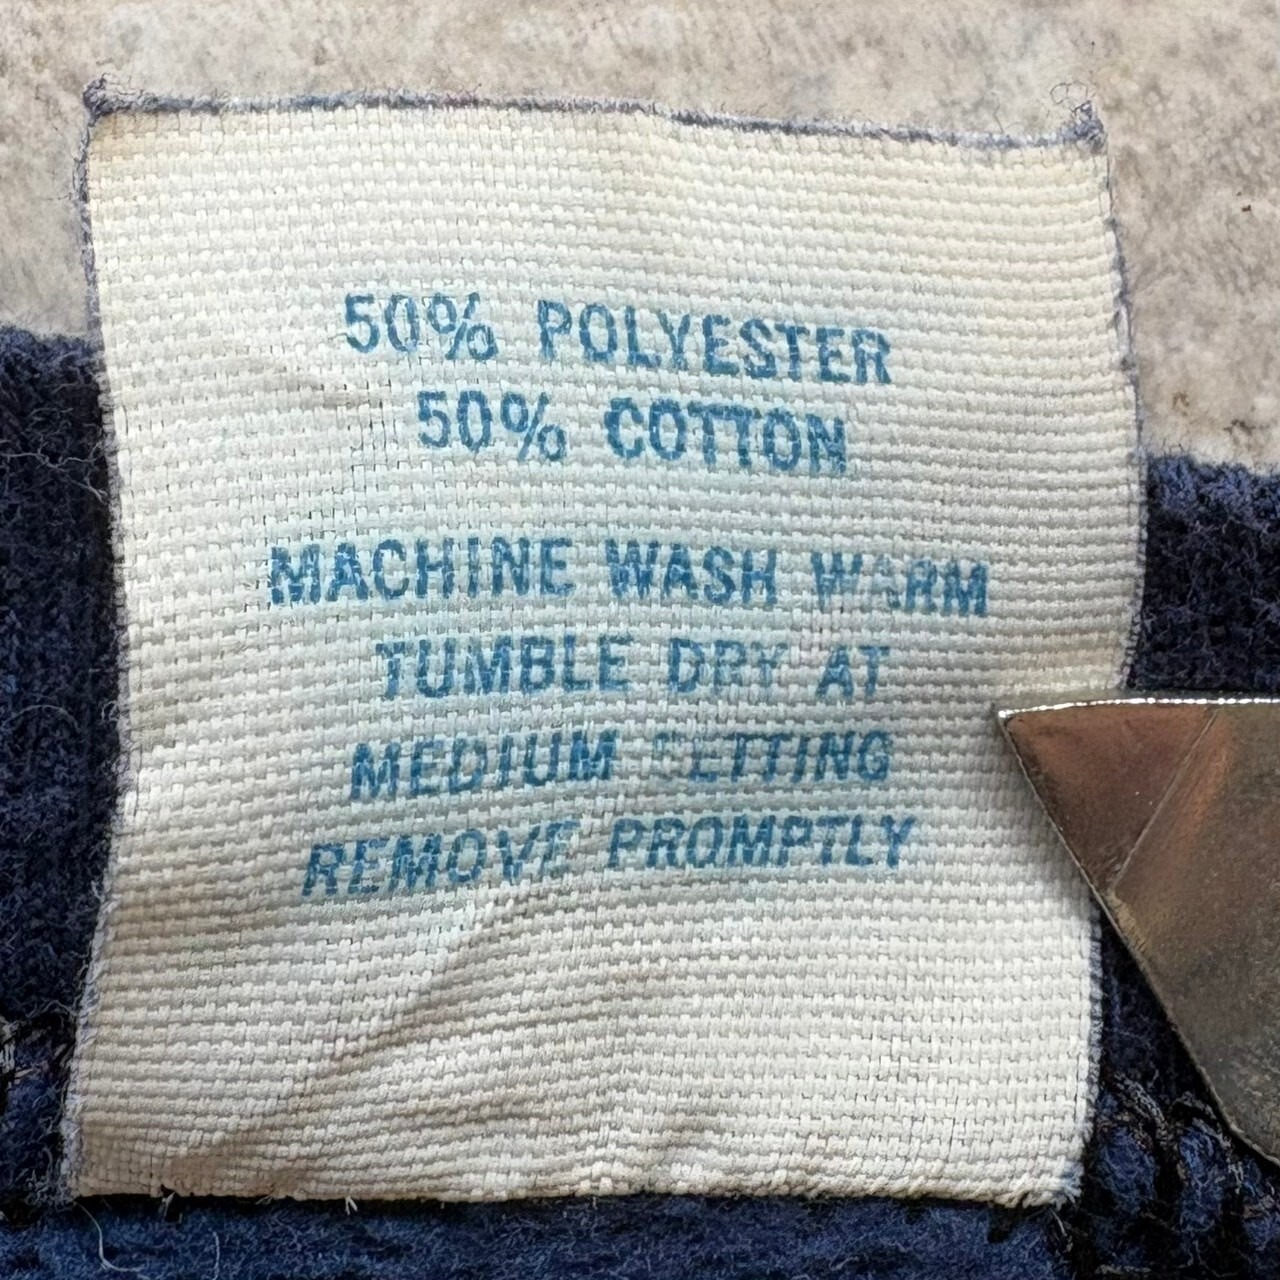 50% POLYESTER
50% COTTON
MACHINE WASH WARM
TUMBLE DRY AT
MEDIUM SETTING
REMOVE PROMPTLY